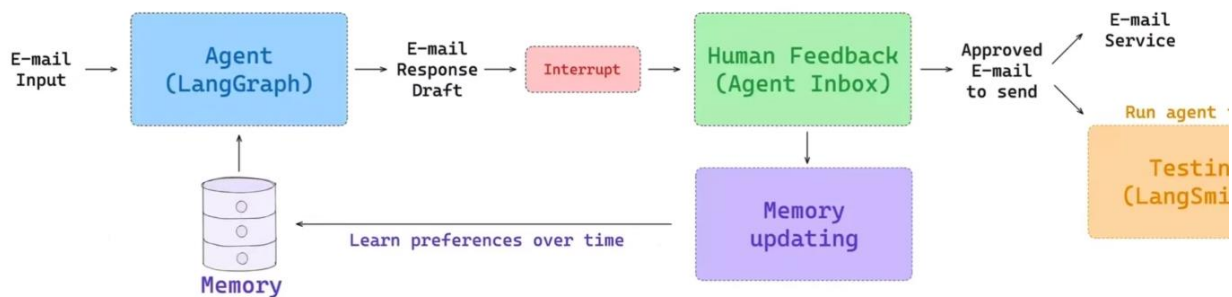 E-mail
Input
Agent
(LangGraph)
E-mail
Response
Draft
Interrupt
Human Feedback
(Agent Inbox)
Approved
E-mail
to send
E-mail
Service
Run agent
Memory
updating
Learn preferences over time
Memory